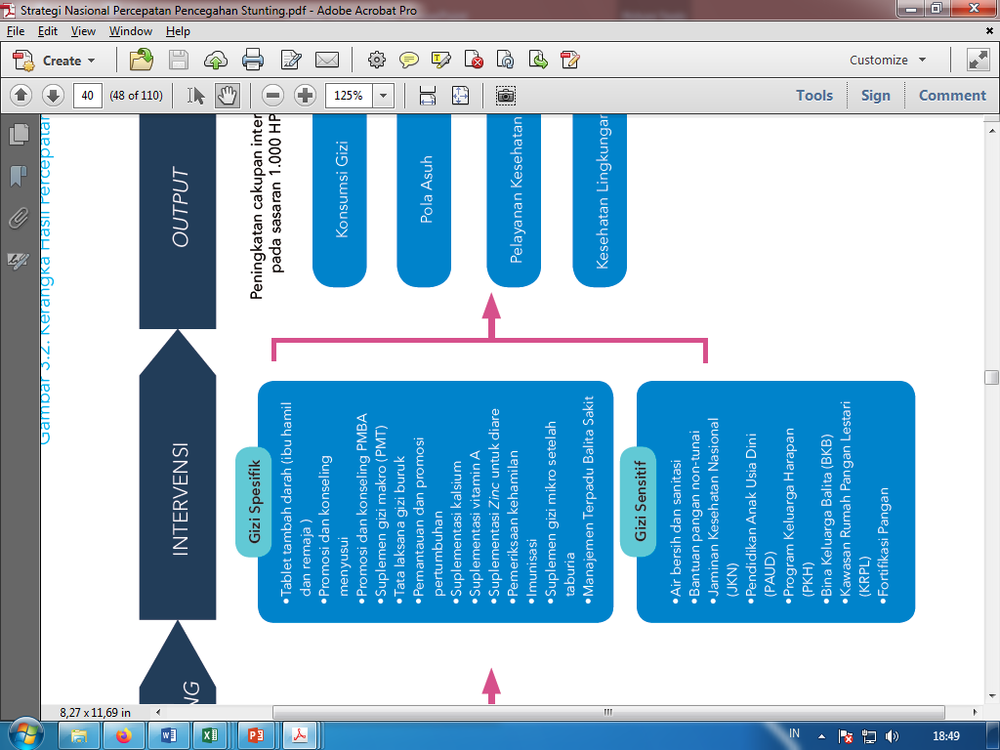 Strategi Nasional Percepatan Pencegahan Stunting.pdf - Adobe Acrobat Pro
File Edit View Window Help
Create
Customize
40 (48 of 110)
125%
Tools Sign Comment
Gambar 3.2. Kerangka Hasil Percepatan
OUTPUT
Peningkatan cakupan
pada sasaran 1.000
Konsumsi Gizi
Pola Asuh
Pelayanan Kesehatan
Kesehatan Lingkungan
INTERVENSI
Gizi Spesifik
•Tablet tambah darah (ibu hamil
dan remaja )
•Promosi dan konseling
menyusui
•Promosi dan konseling PMBA
•Suplemen gizi makro (PMT)
•Tata laksana gizi buruk
•Pemantauan dan promosi
pertumbuhan
•Suplementasi kalsium
•Suplementasi vitamin A
•Suplementasi Zinc untuk diare
•Pemeriksaan kehamilan
•Imunisasi
•Suplemen gizi mikro setelah
taburia
•Manajemen Terpadu Balita Sakit
Gizi Sensitif
•Air bersih dan sanitasi
•Bantuan pangan non-tunai
•Jaminan Kesehatan Nasional
(JKN)
•Pendidikan Anak Usia Dini
(PAUD)
•Program Keluarga Harapan
(PKH)
•Bina Keluarga Balita (BKB)
•Kawasan Rumah Pangan Lestari
(KRPL)
•Fortifikasi Pangan
NG
8,27 x 11,69 in
IN
18:49